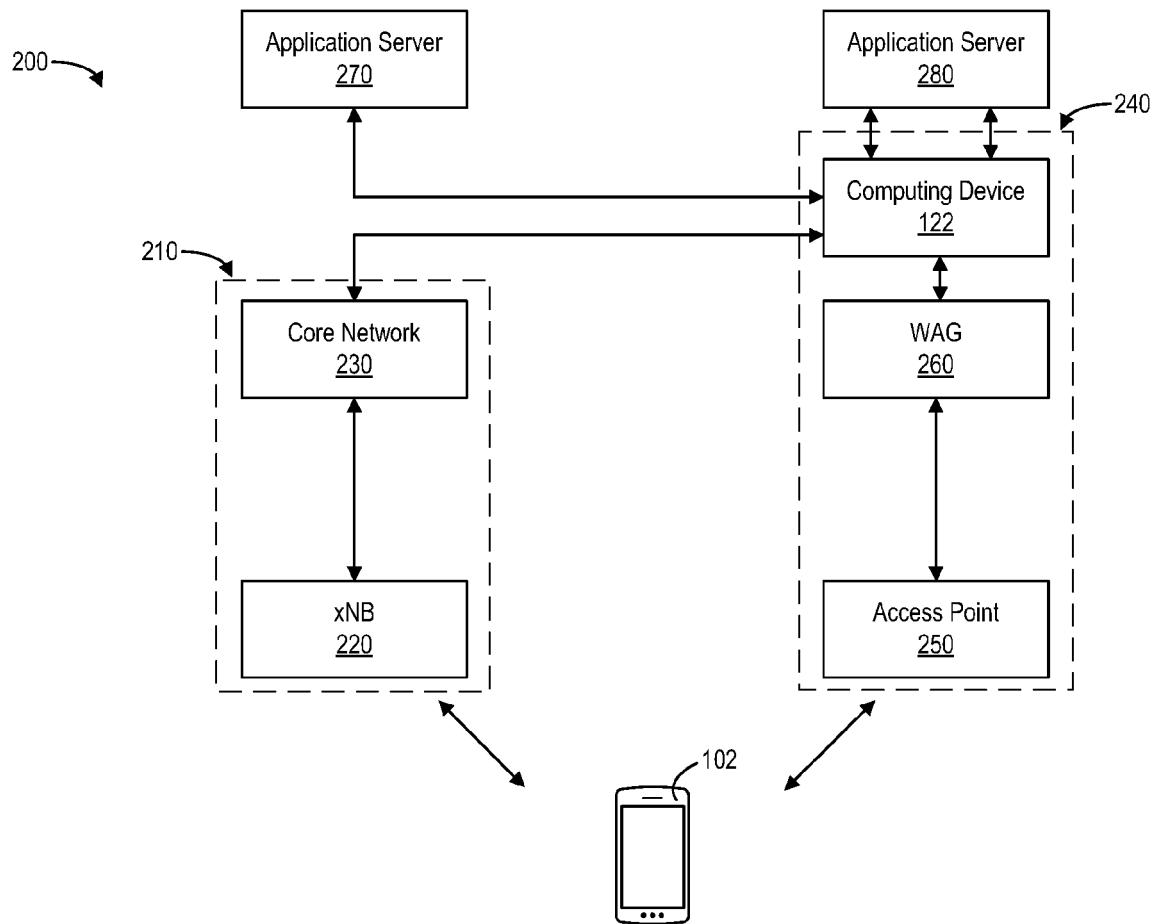 200
Application Server
270
Application Server
280
240
Computing Device
122
210
Core Network
230
WAG
260
xNB
220
Access Point
250
102